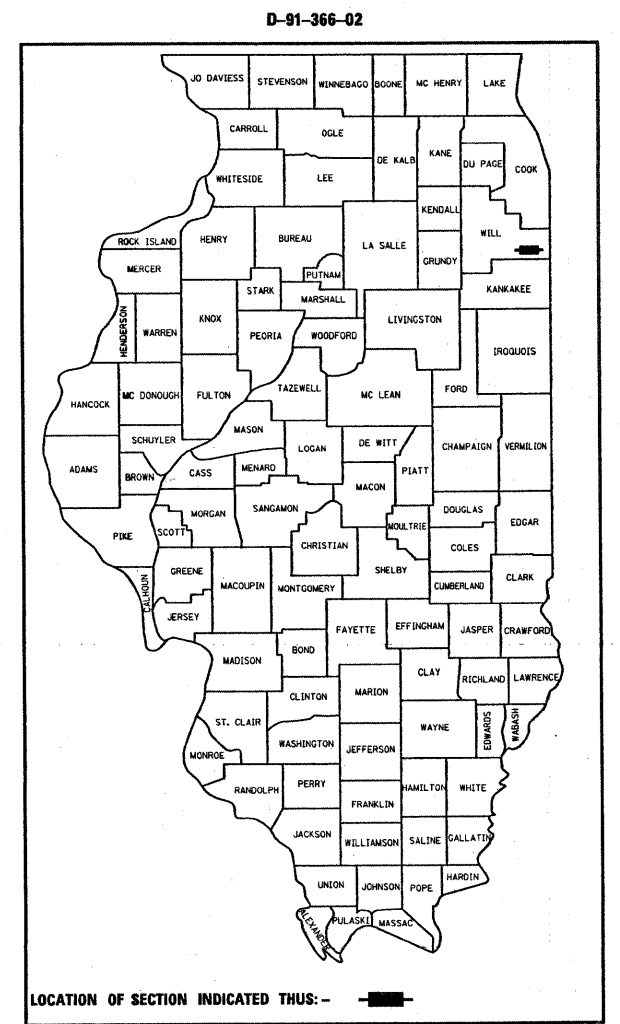 D-91-366-02
JO DAVIESS
STEVENSON
WINNEBAGO
BOONE
MC HENRY
LAKE
CARROLL
OGLE
DE KALB
KANE
DU PAGE
COOK
WHITESIDE
LEE
KENDALL
WILL
ROCK ISLAND
HENRY
BUREAU
LA SALLE
GRUNDY
MERCER
PUTNAM
STARK
MARSHALL
KANKAKEE
HENDERSON
WARREN
KNOX
PEORIA
WOODFORD
LIVINGSTON
IROQUOIS
HANCOCK
MC DONOUGH
FULTON
TAZEWELL
MC LEAN
FORD
MASON
SCHUYLER
LOGAN
DE WITT
CHAMPAIGN
VERMILION
ADAMS
BROWN
CASS
MENARD
PIATT
MACON
MORGAN
SANGAMON
DOUGLAS
EDGAR
PIKE
SCOTT
MOULTRIE
CHRISTIAN
COLES
GREENE
MACOUPIN
MONTGOMERY
SHELBY
CUMBERLAND
CLARK
CALHOUN
JERSEY
FAYETTE
EFFINGHAM
JASPER
CRAWFORD
MADISON
BOND
CLAY
RICHLAND
LAWRENCE
CLINTON
MARION
ST. CLAIR
WAYNE
EDWARDS
WABASH
WASHINGTON
JEFFERSON
MONROE
RANDOLPH
PERRY
HAMILTON
WHITE
FRANKLIN
JACKSON
WILLIAMSON
SALINE
GALLATIN
UNION
JOHNSON
POPE
HARDIN
ALEXANDER
PULASKI
MASSAC
LOCATION OF SECTION INDICATED THUS: -